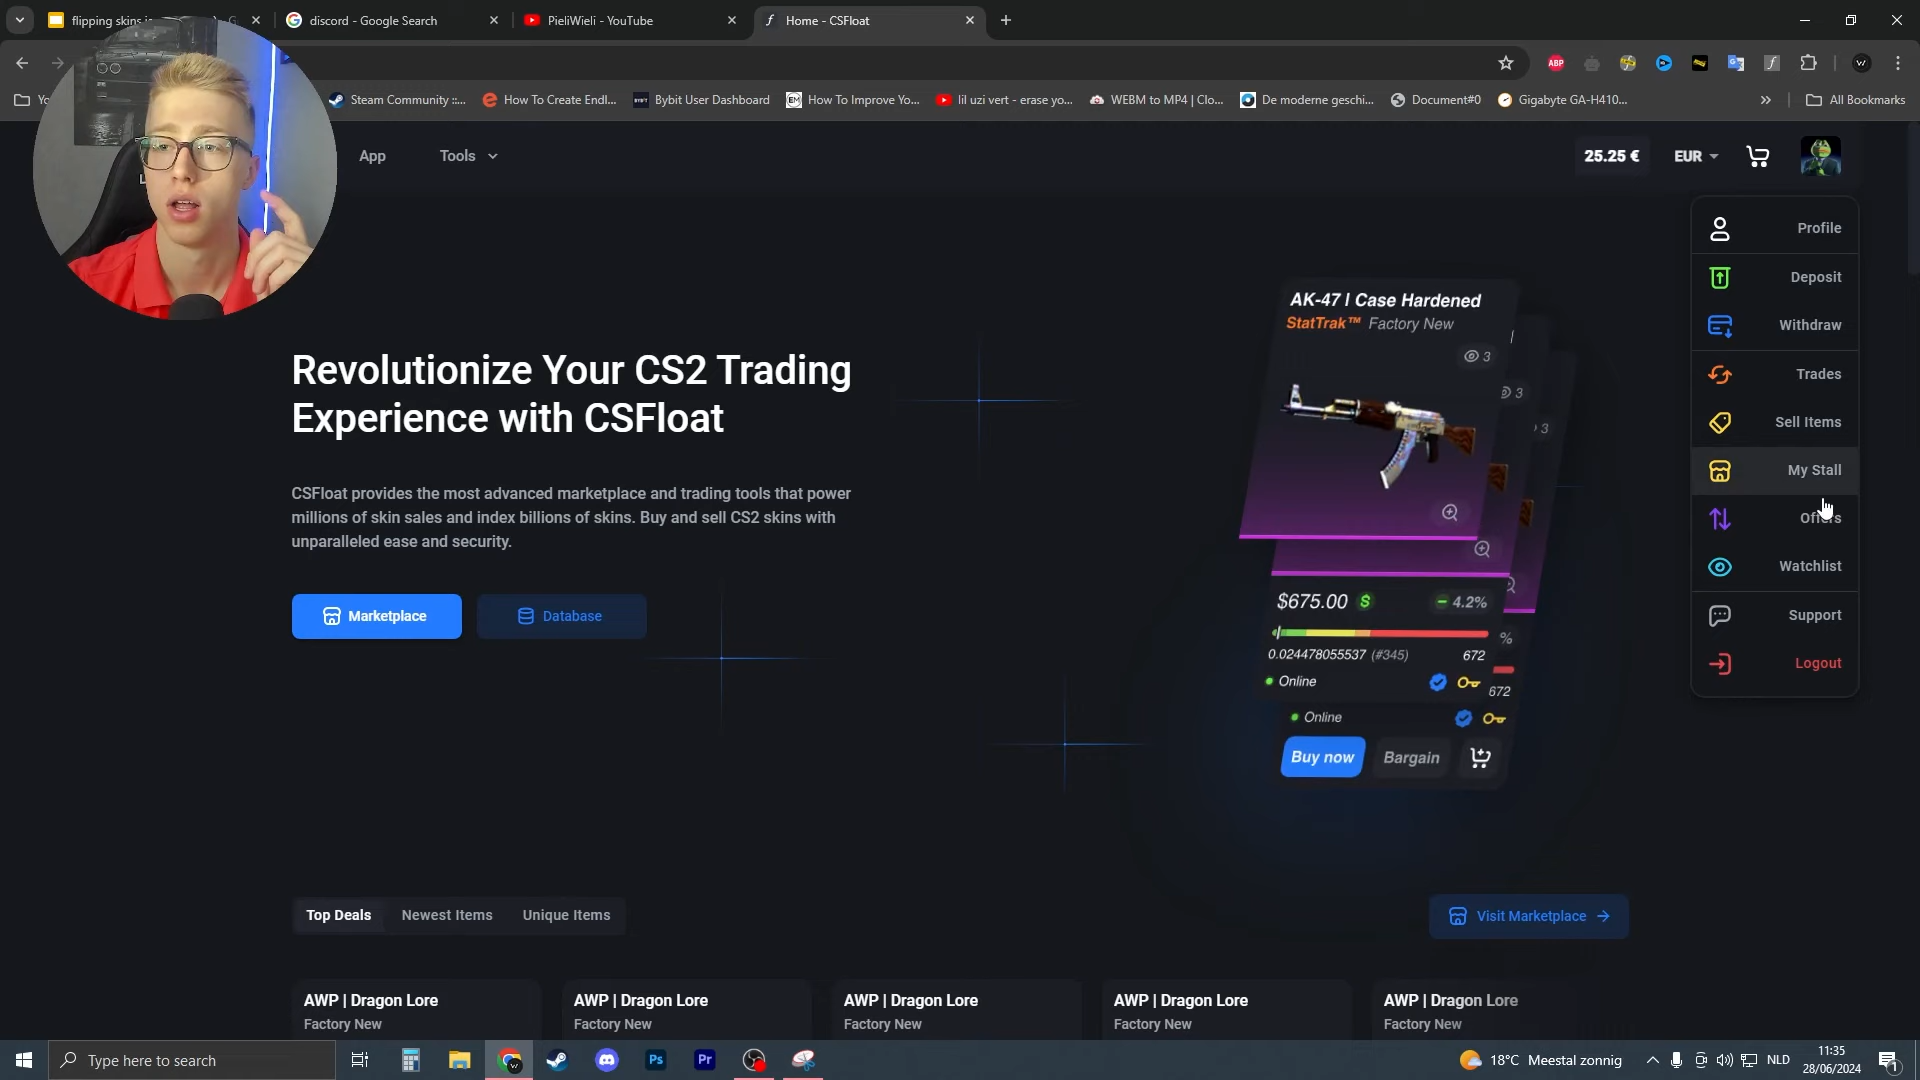 flipping skins i
discord - Google Search
PieliWieli - YouTube
Home - CSFloat
ABP
w
Steam Community ::...
How To Create Endl...
BYBIT
Bybit User Dashboard
EM
How To Improve Yo...
lil uzi vert - erase yo...
WEBM to MP4 | Clo...
De moderne geschi...
Document#0
Gigabyte GA-H410...
All Bookmarks
App
Tools
25.25 €
EUR
Profile
Deposit
Withdraw
Trades
Sell Items
My Stall
Offers
Watchlist
Support
Logout
AK-47 | Case Hardened
StatTrak™ Factory New
3
3
3
Revolutionize Your CS2 Trading
Experience with CSFloat
CSFloat provides the most advanced marketplace and trading tools that power
millions of skin sales and index billions of skins. Buy and sell CS2 skins with
unparalleled ease and security.
Marketplace
Database
$675.00 $ – 4.2%
%
0.024478055537 (#345) 672
Online
672
Online
Buy now
Bargain
Top Deals
Newest Items
Unique Items
Visit Marketplace
AWP | Dragon Lore
Factory New
AWP | Dragon Lore
Factory New
AWP | Dragon Lore
Factory New
AWP | Dragon Lore
Factory New
AWP | Dragon Lore
Factory New
Type here to search
Ps
Pr
18°C Meestal zonnig
NLD
11:35
28/06/2024
1